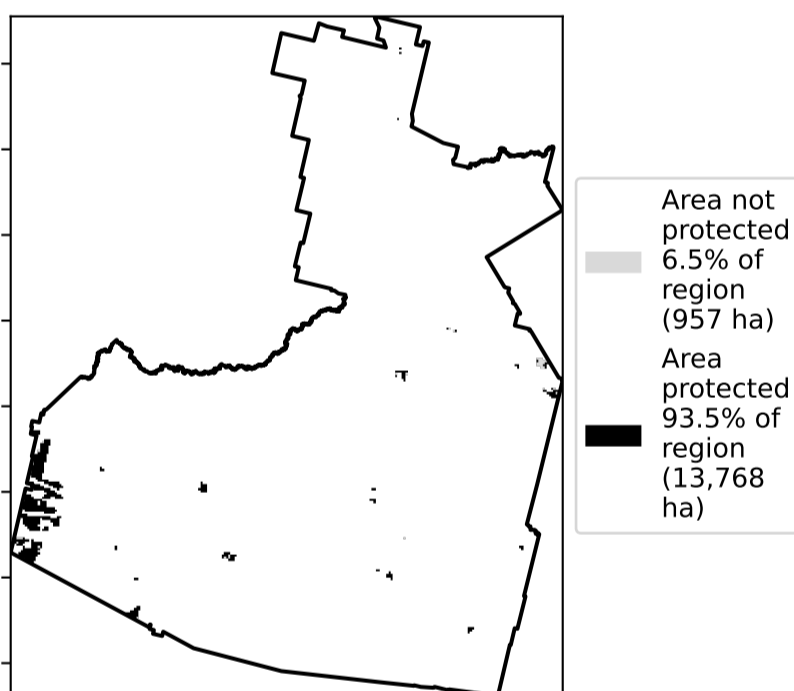 Area not
protected
6.5% of
region
(957 ha)
Area
protected
93.5% of
region
(13,768
ha)